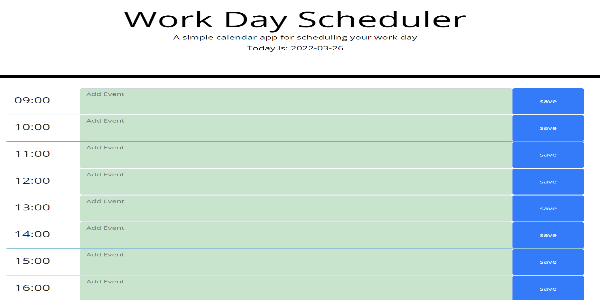 Work Day Scheduler
A simple calendar app for scheduling your work day
Today is: 2022-03-26
09:00 Add Event save
10:00 Add Event save
11:00 Add Event save
12:00 Add Event save
13:00 Add Event save
14:00 Add Event save
15:00 Add Event save
16:00 Add Event save